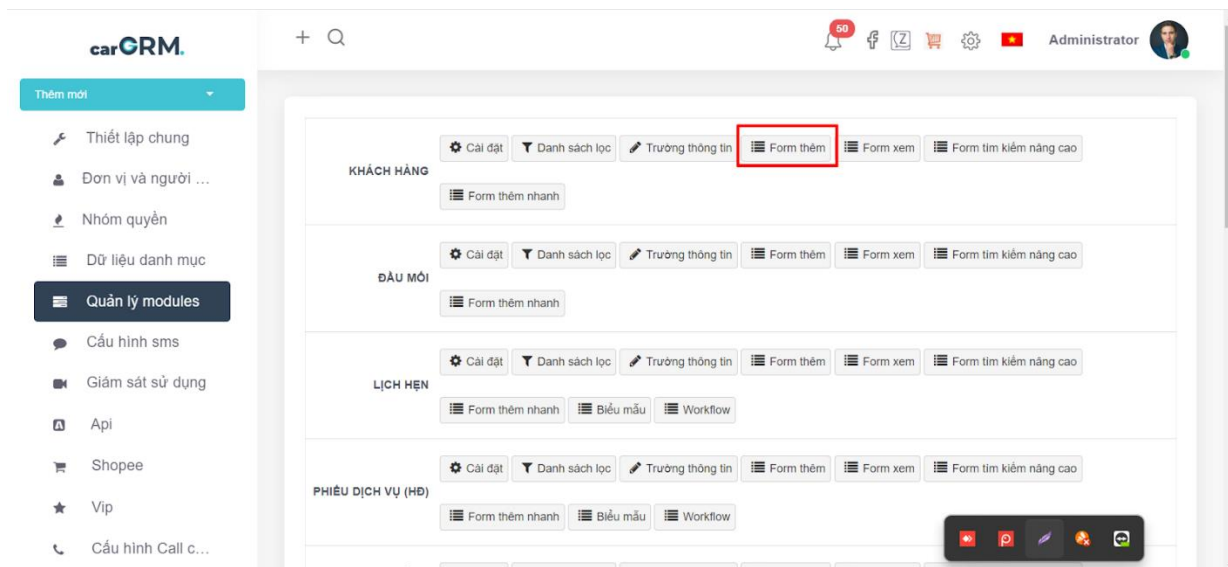 carGRM.
50
Administrator
Thêm mới
Thiết lập chung
Đơn vị và người ...
Nhóm quyền
Dữ liệu danh mục
Quản lý modules
Cấu hình sms
Giám sát sử dụng
Api
Shopee
Vip
Cấu hình Call c...
KHÁCH HÀNG
Cài đặt Danh sách lọc Trường thông tin Form thêm Form xem Form tìm kiếm nâng cao
Form thêm nhanh
ĐẦU MỐI
Cài đặt Danh sách lọc Trường thông tin Form thêm Form xem Form tìm kiếm nâng cao
Form thêm nhanh
LỊCH HẸN
Cài đặt Danh sách lọc Trường thông tin Form thêm Form xem Form tìm kiếm nâng cao
Form thêm nhanh Biểu mẫu Workflow
PHIẾU DỊCH VỤ (HĐ)
Cài đặt Danh sách lọc Trường thông tin Form thêm Form xem Form tìm kiếm nâng cao
Form thêm nhanh Biểu mẫu Workflow